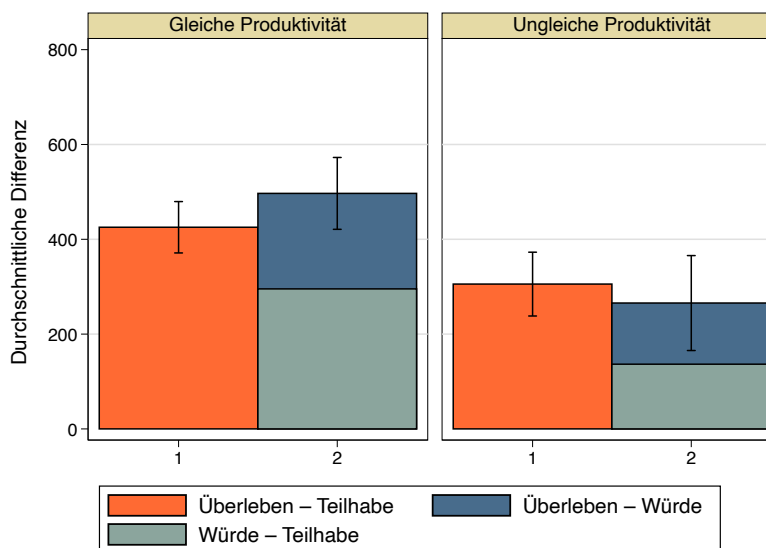 Gleiche Produktivität
Ungleiche Produktivität
Durchschnittliche Differenz
800
600
400
200
0
1
2
1
2
Überleben – Teilhabe
Überleben – Würde
Würde – Teilhabe